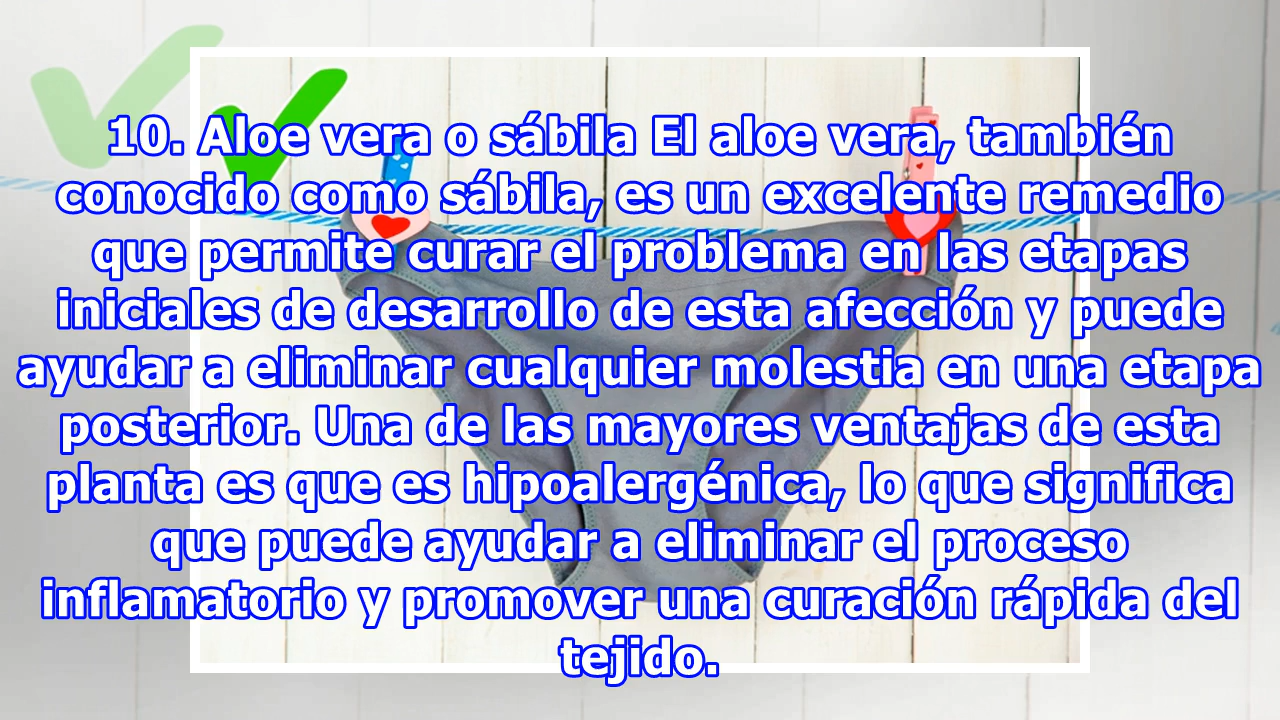 10. Aloe vera o sábila El aloe vera, también
conocido como sábila, es un excelente remedio
que permite curar el problema en las etapas
iniciales de desarrollo de esta afección y puede
ayudar a eliminar cualquier molestia en una etapa
posterior. Una de las mayores ventajas de esta
planta es que es hipoalergénica, lo que significa
que puede ayudar a eliminar el proceso
inflamatorio y promover una curación rápida del
tejido.